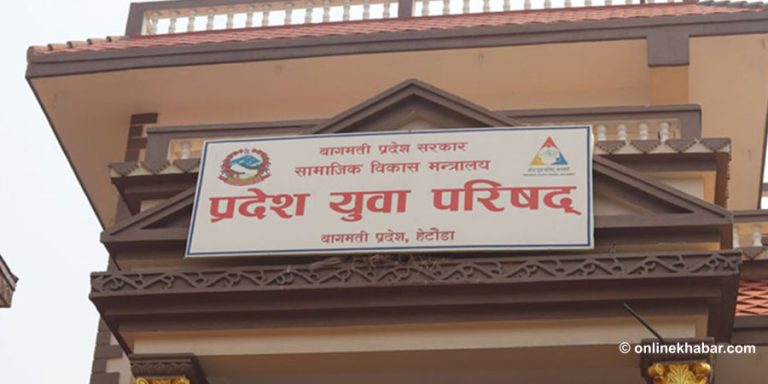 बागमती प्रदेश सरकार
सामाजिक विकास मन्त्रालय
प्रदेश युवा परिषद्
बागमती प्रदेश, हेटौंडा
© onlinekhabar.com